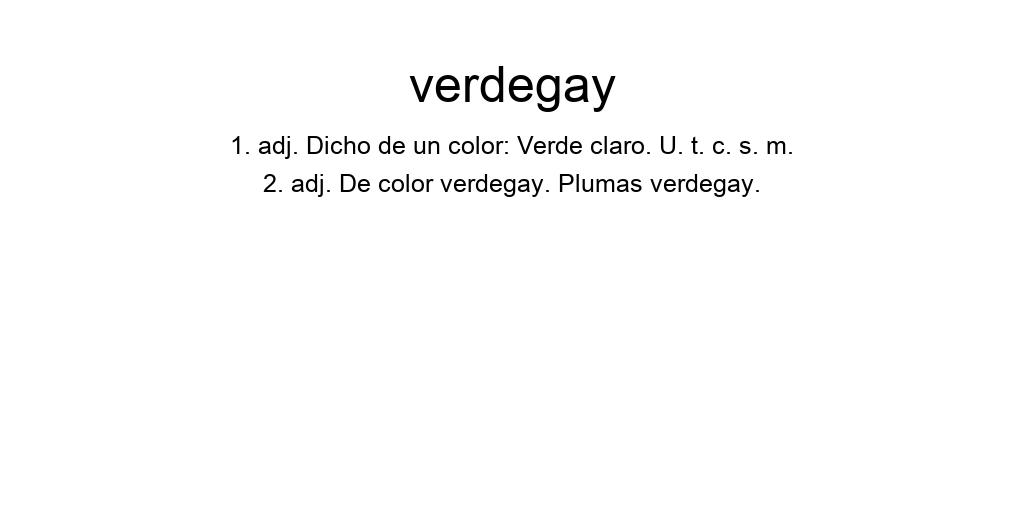 verdegay
1. adj. Dicho de un color: Verde claro. U. t. c. s. m.
2. adj. De color verdegay. Plumas verdegay.